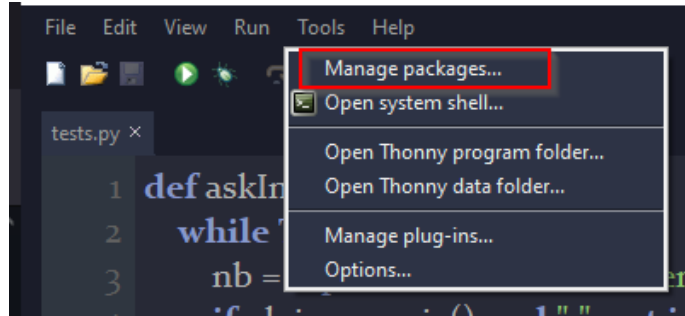 File Edit View Run Tools Help
Manage packages...
Open system shell...
tests.py ×
Open Thonny program folder...
Open Thonny data folder...
Manage plug-ins...
Options...
1 def
2 while
3 nb =